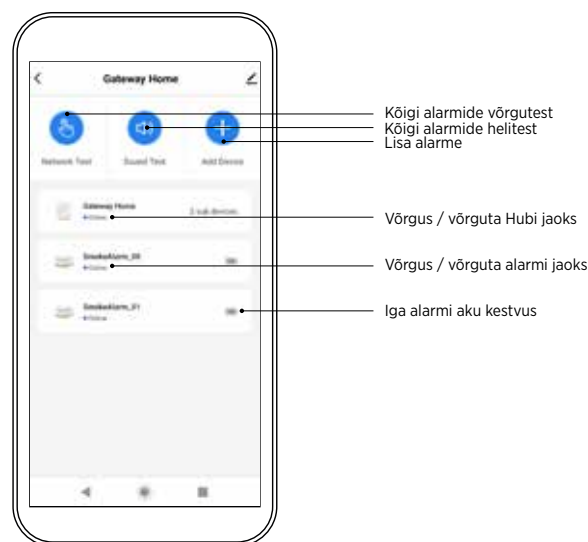 Gateway Home
Network Test
Sound Test
Add Device
Gateway Home
Online
2 sub devices
SmokeAlarm_00
Online
SmokeAlarm_01
Online
Kõigi alarmide võrgutest
Kõigi alarmide helitest
Lisa alarme
Võrgus / võrguta Hubi jaoks
Võrgus / võrguta alarmi jaoks
Iga alarmi aku kestvus